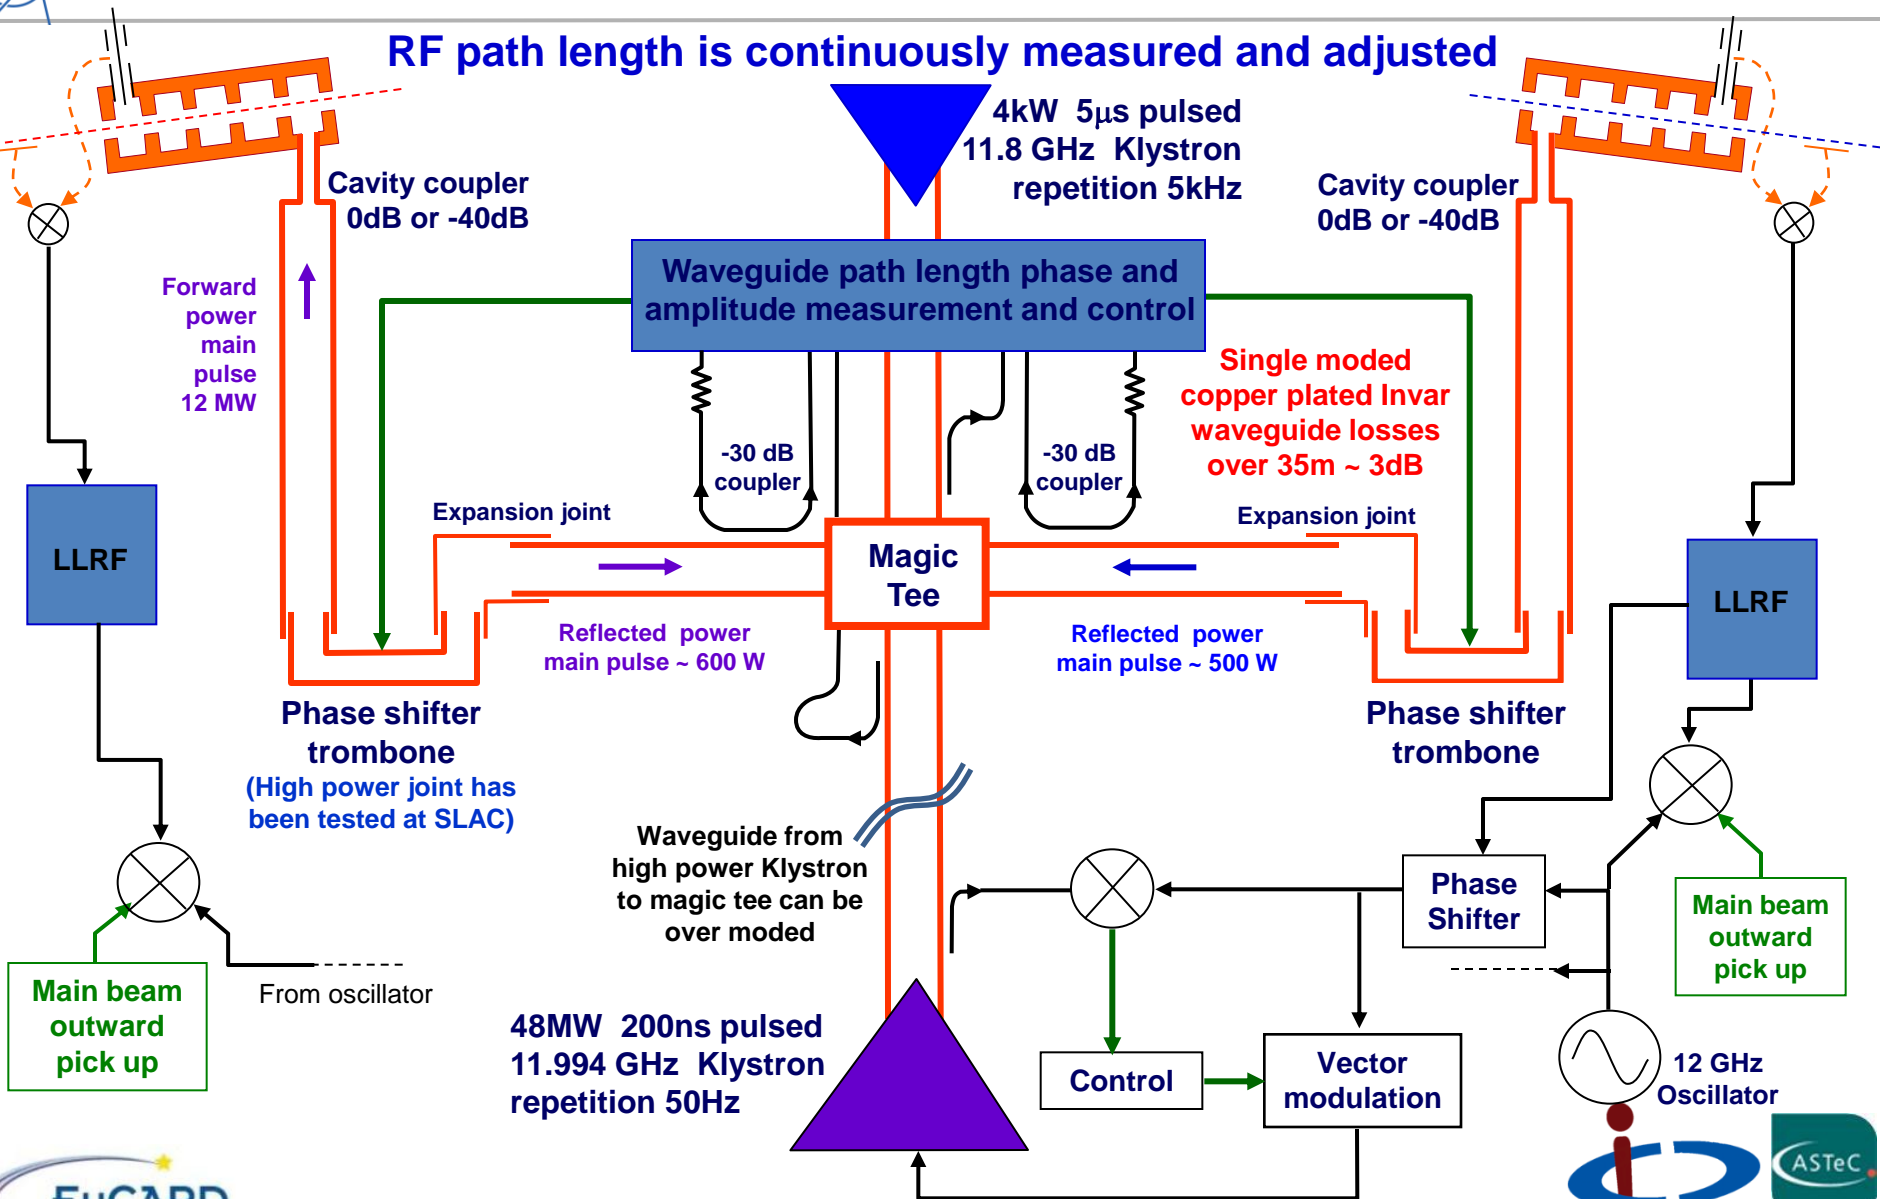 RF path length is continuously measured and adjusted
4kW 5μs pulsed
11.8 GHz Klystron
repetition 5kHz
Cavity coupler
0dB or -40dB
Cavity coupler
0dB or -40dB
Waveguide path length phase and
amplitude measurement and control
Forward
power
main
pulse
12 MW
Single moded
copper plated Invar
waveguide losses
over 35m ~ 3dB
-30 dB
coupler
-30 dB
coupler
Expansion joint
Expansion joint
LLRF
Magic
Tee
LLRF
Reflected power
main pulse ~ 600 W
Reflected power
main pulse ~ 500 W
Phase shifter
trombone
(High power joint has
been tested at SLAC)
Phase shifter
trombone
Waveguide from
high power Klystron
to magic tee can be
over moded
Phase
Shifter
Main beam
outward
pick up
Main beam
outward
pick up
From oscillator
48MW 200ns pulsed
11.994 GHz Klystron
repetition 50Hz
Control
Vector
modulation
12 GHz
Oscillator
ASTeC
EuCARD